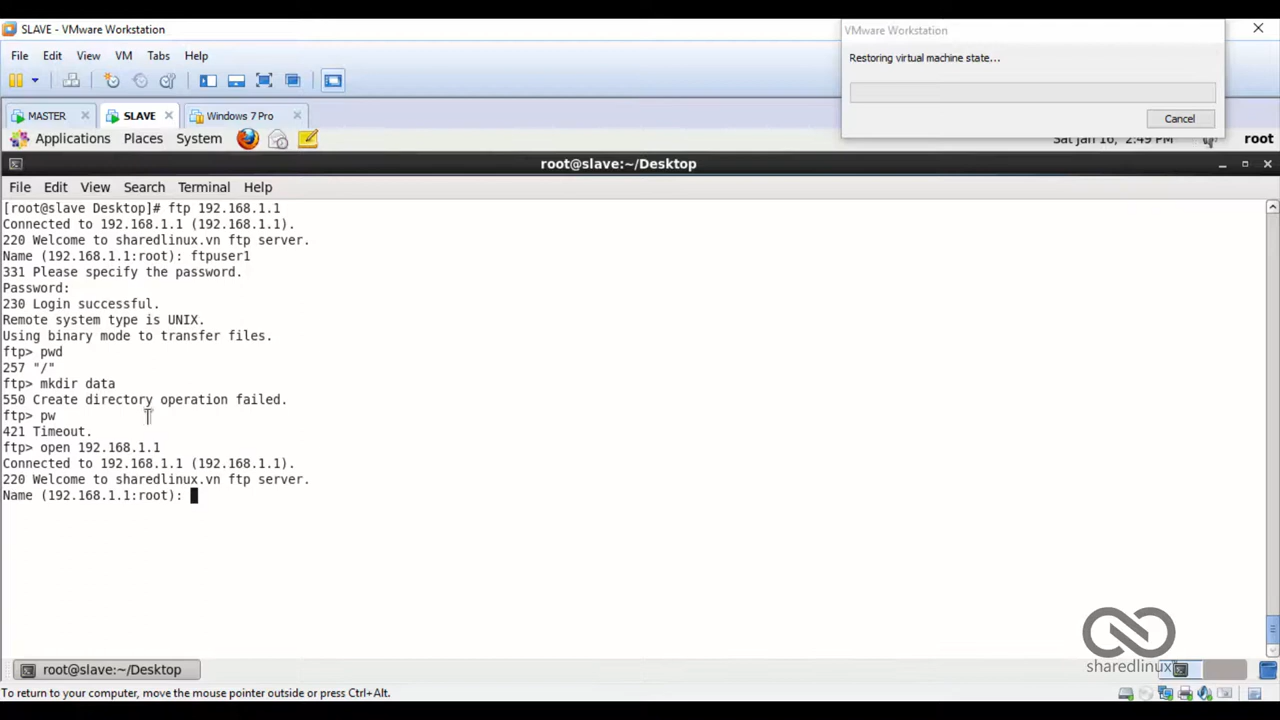 SLAVE - VMware Workstation
File Edit View VM Tabs Help
VMware Workstation
Restoring virtual machine state...
Cancel
MASTER SLAVE Windows 7 Pro
Applications Places System
Sat Jan 16, 2:49 PM root
root@slave:~/Desktop
File Edit View Search Terminal Help
[root@slave Desktop]# ftp 192.168.1.1
Connected to 192.168.1.1 (192.168.1.1).
220 Welcome to sharedlinux.vn ftp server.
Name (192.168.1.1:root): ftpuser1
331 Please specify the password.
Password:
230 Login successful.
Remote system type is UNIX.
Using binary mode to transfer files.
ftp> pwd
257 "/"
ftp> mkdir data
550 Create directory operation failed.
ftp> pw
421 Timeout.
ftp> open 192.168.1.1
Connected to 192.168.1.1 (192.168.1.1).
220 Welcome to sharedlinux.vn ftp server.
Name (192.168.1.1:root):
sharedlinux
root@slave:~/Desktop
To return to your computer, move the mouse pointer outside or press Ctrl+Alt.